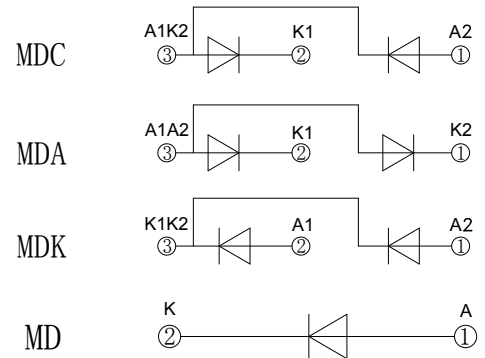 A1K2 K1 A2
MDC ③ ② ①
A1A2 K1 K2
MDA ③ ② ①
K1K2 A1 A2
MDK ③ ② ①
K A
MD ② ①